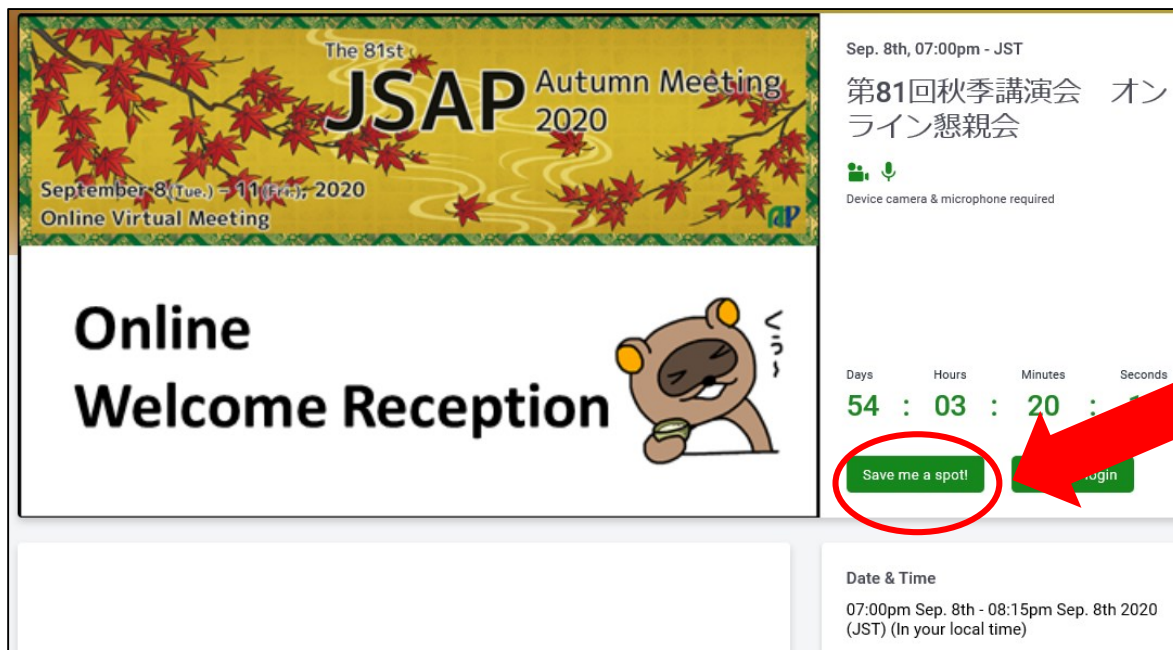 The 81st
JSAP Autumn Meeting
2020
September 8(Tue.) – 11(Fri.), 2020
Online Virtual Meeting
Online
Welcome Reception
くぅ～
Sep. 8th, 07:00pm - JST
第81回秋季講演会　オン
ライン懇親会
Device camera & microphone required
Days Hours Minutes Seconds
54 : 03 : 20 :
Save me a spot!
login
Date & Time
07:00pm Sep. 8th - 08:15pm Sep. 8th 2020
(JST) (In your local time)